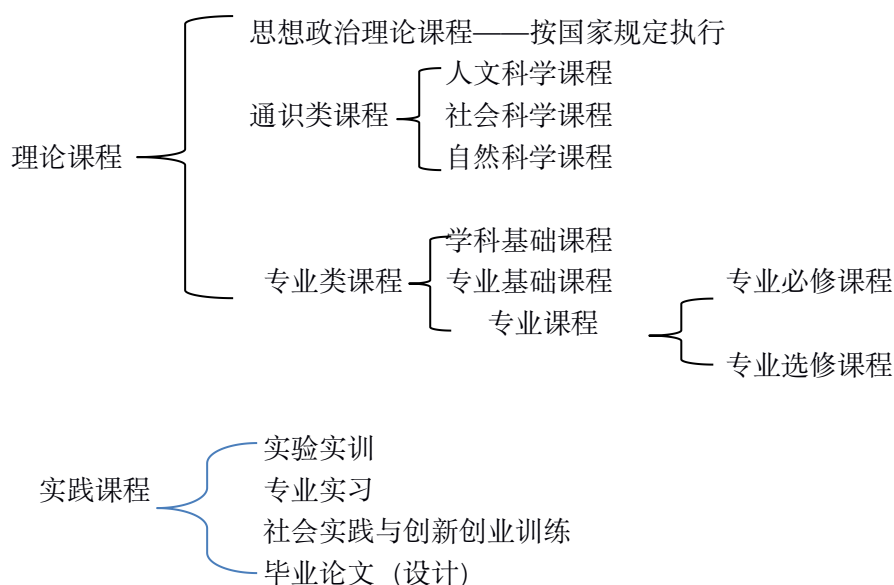 思想政治理论课程——按国家规定执行
人文科学课程
通识类课程
社会科学课程
理论课程
自然科学课程
学科基础课程
专业类课程
专业基础课程
专业必修课程
专业课程
专业选修课程
实验实训
实践课程
专业实习
社会实践与创新创业训练
毕业论文（设计）